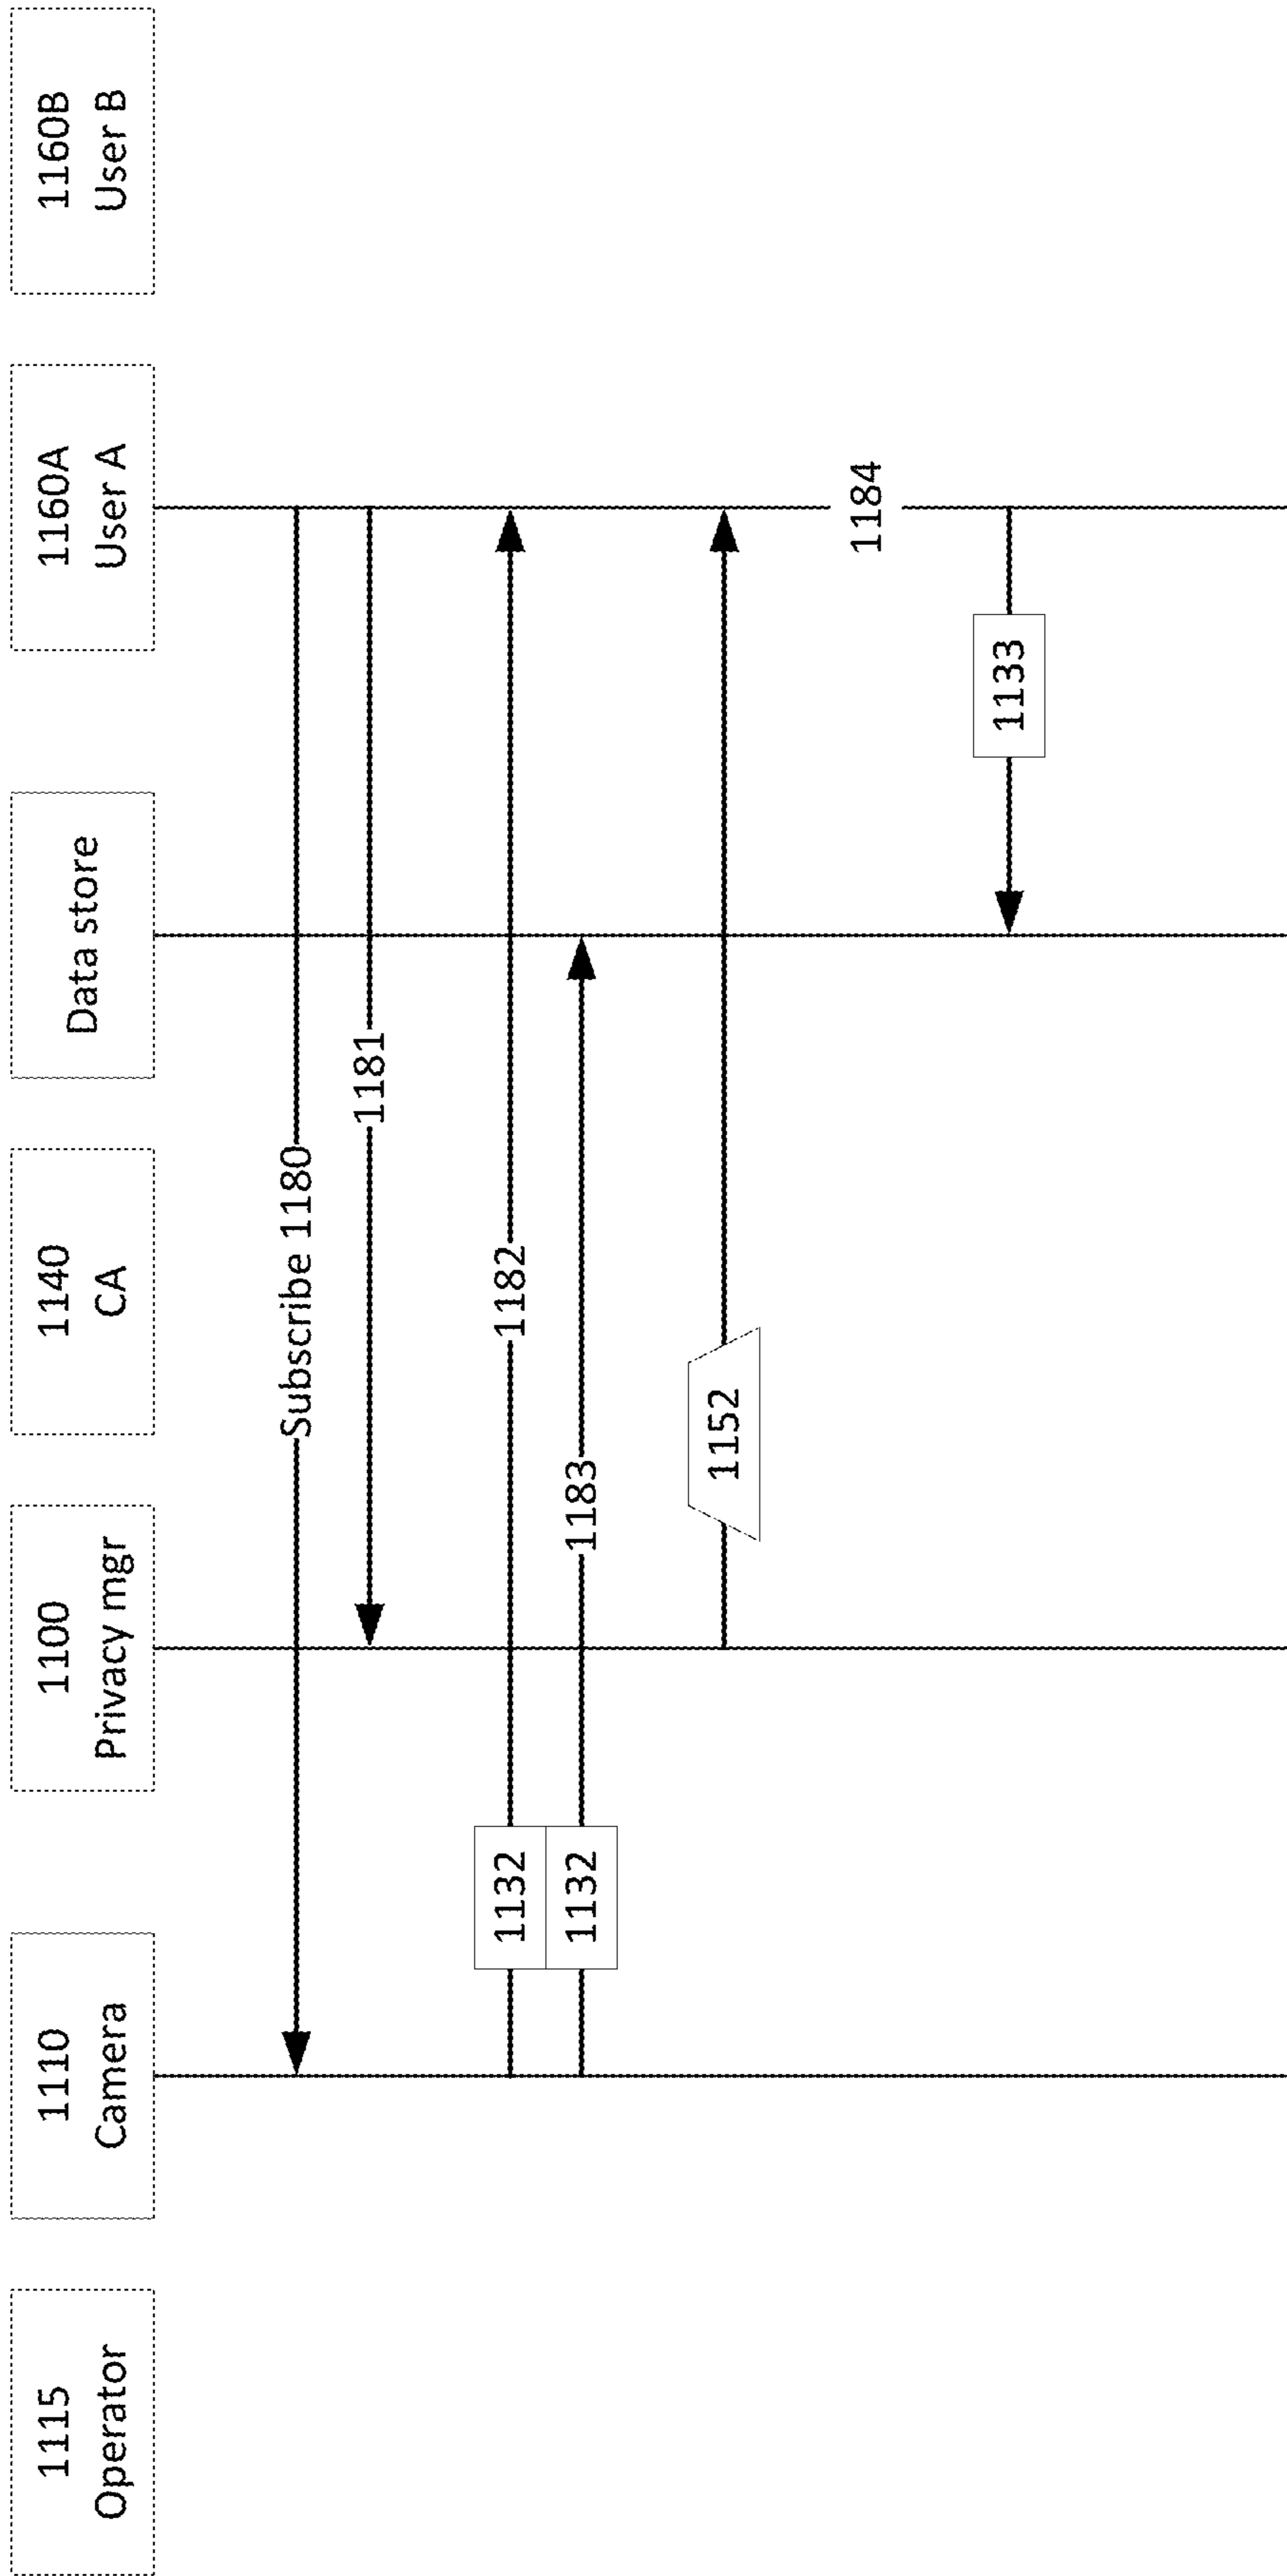 1115
Operator
1110
Camera
1100
Privacy mgr
1140
CA
Data store
1160A
User A
1160B
User B
Subscribe 1180
1181
1132
1182
1132
1183
1152
1184
1133